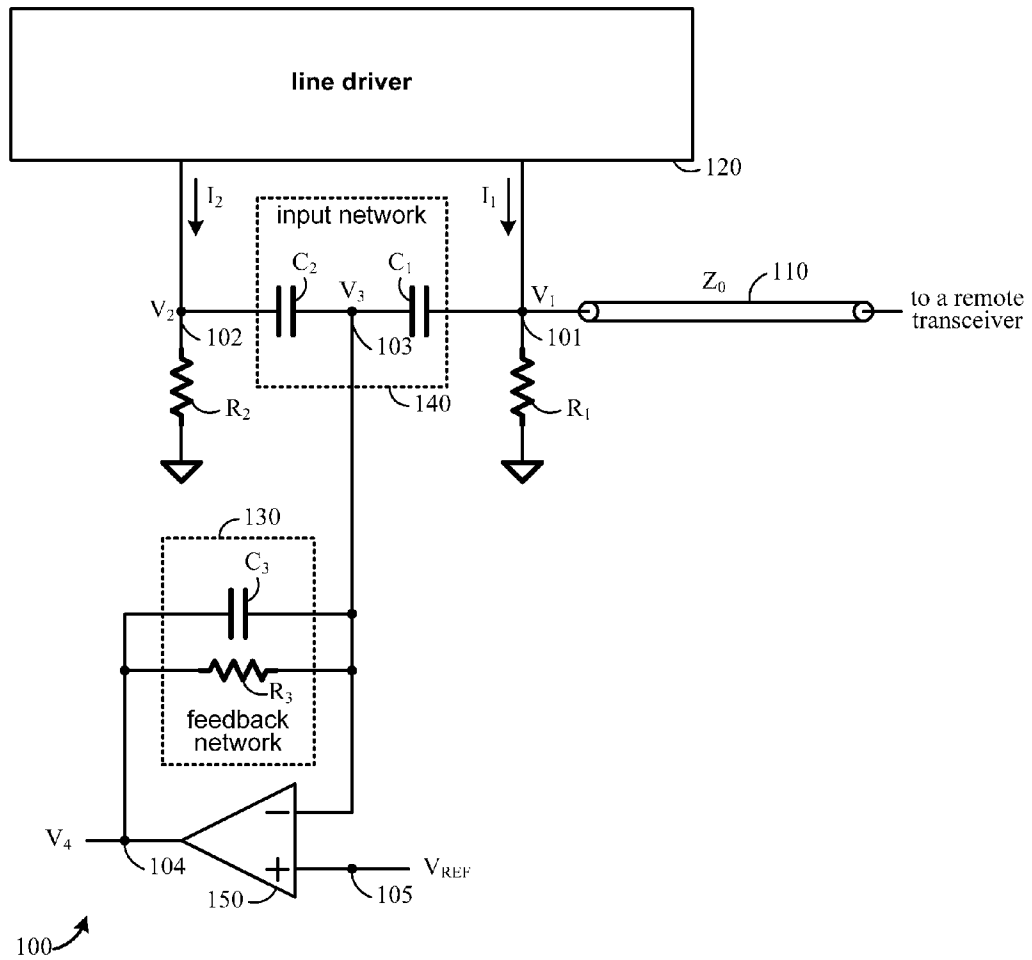 line driver
120
I2
I1
input network
C2
C1
V2
V3
V1
Z0
110
to a remote
transceiver
102
103
101
140
R2
R1
130
C3
R3
feedback
network
V4
104
−
+
150
105
VREF
100